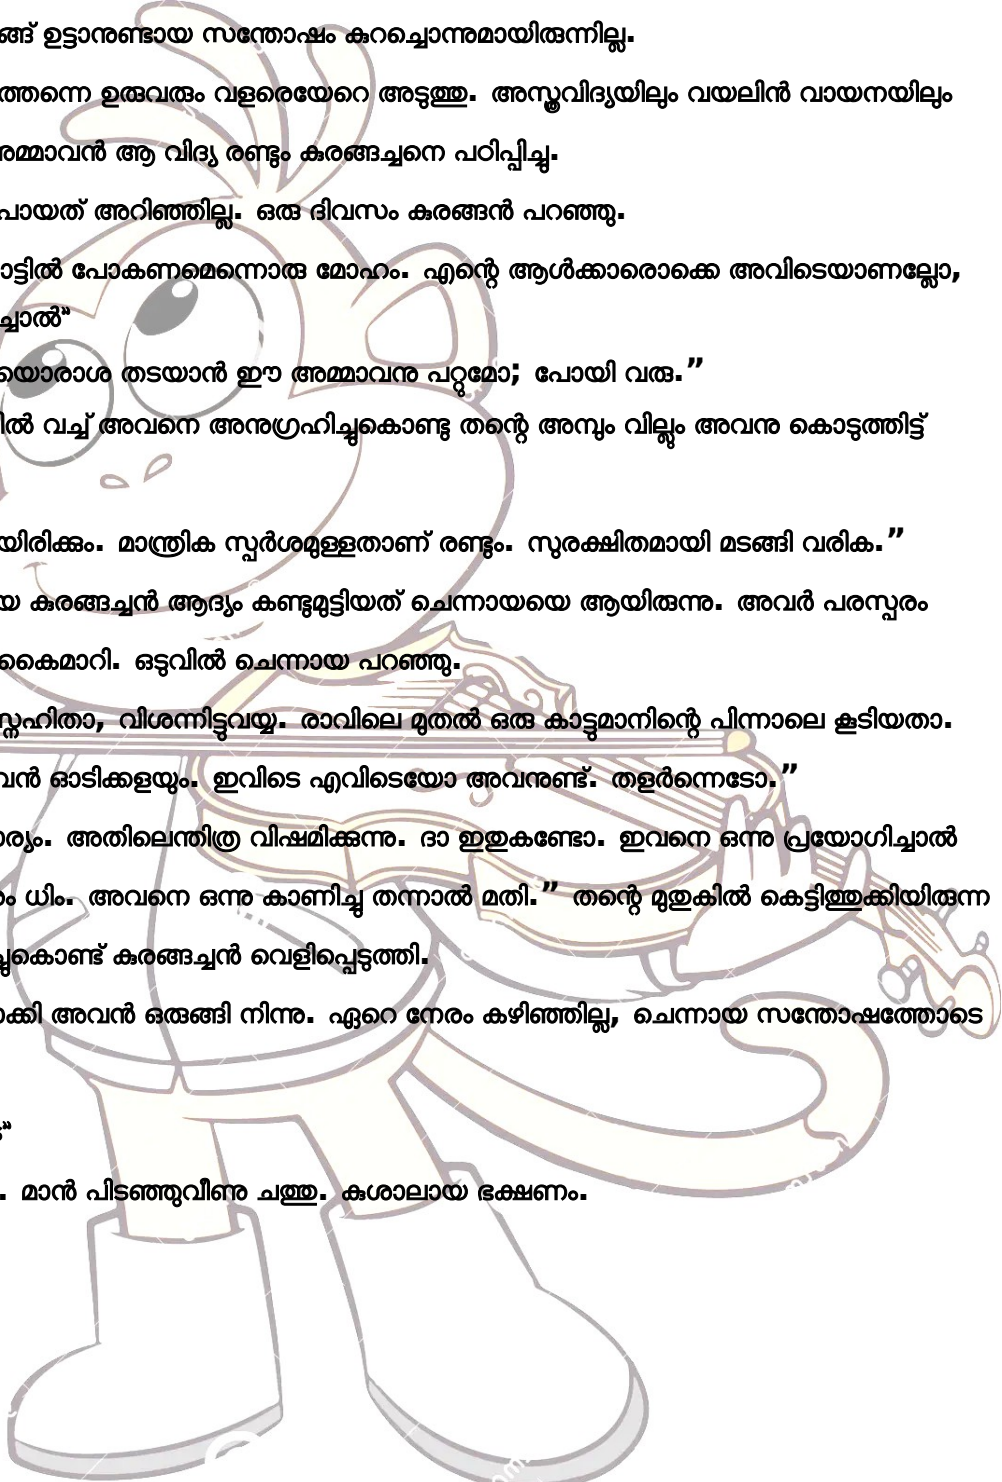 ങ്ങ് ഉട്ടാനുണ്ടായ സന്തോഷം കുറച്ചൊന്നുമായിരുന്നില്ല.
ത്തന്നെ ഉരുവരും വളരെയേറെ അടുത്തു. അസ്ത്രവിദ്യയിലും വയലിൻ വായനയിലും
അമ്മാവൻ ആ വിദ്യ രണ്ടും കുരങ്ങച്ചനെ പഠിപ്പിച്ചു.
പോയത് അറിഞ്ഞില്ല. ഒരു ദിവസം കുരങ്ങൻ പറഞ്ഞു.
ാട്ടിൽ പോകണമെന്നൊരു മോഹം. എന്റെ ആൾക്കാരൊക്കെ അവിടെയാണല്ലോ,
ച്ചാൽ”
യൊരാശ തടയാൻ ഈ അമ്മാവനു പറ്റുമോ; പോയി വരു.”
ിൽ വച്ച് അവനെ അനുഗ്രഹിച്ചുകൊണ്ടു തന്റെ അമ്പും വില്ലും അവനു കൊടുത്തിട്ട്
യിരിക്കും. മാന്ത്രിക സ്പർശമുള്ളതാണ് രണ്ടും. സുരക്ഷിതമായി മടങ്ങി വരിക.”
യ കുരങ്ങച്ചൻ ആദ്യം കണ്ടുമുട്ടിയത് ചെന്നായയെ ആയിരുന്നു. അവർ പരസ്പരം
കൈമാറി. ഒടുവിൽ ചെന്നായ പറഞ്ഞു.
സ്നഹിതാ, വിശന്നിട്ടുവയ്യ. രാവിലെ മുതൽ ഒരു കാട്ടുമാനിന്റെ പിന്നാലെ കൂടിയതാ.
വൻ ഓടിക്കളയും. ഇവിടെ എവിടെയോ അവനുണ്ട്. തളർന്നെടോ.”
ാര്യം. അതിലെന്തിത്ര വിഷമിക്കുന്നു. ദാ ഇതുകണ്ടോ. ഇവനെ ഒന്നു പ്രയോഗിച്ചാൽ
ം ധിം. അവനെ ഒന്നു കാണിച്ചു തന്നാൽ മതി.” തന്റെ മുതുകിൽ കെട്ടിത്തൂക്കിയിരുന്ന
ച്ചുകൊണ്ട് കുരങ്ങച്ചൻ വെളിപ്പെടുത്തി.
ാക്കി അവൻ ഒരുങ്ങി നിന്നു. ഏറെ നേരം കഴിഞ്ഞില്ല, ചെന്നായ സന്തോഷത്തോടെ
. മാൻ പിടഞ്ഞുവീണു ചത്തു. കുശാലായ ഭക്ഷണം.